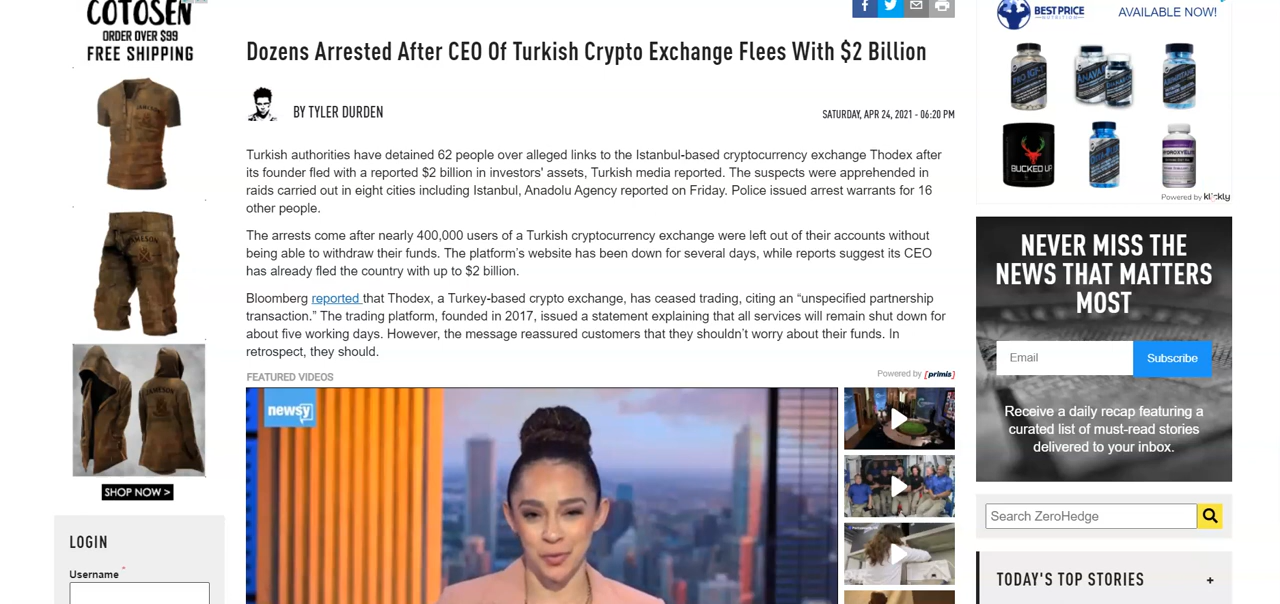 COTOSEN
ORDER OVER $99
FREE SHIPPING
JAMESON
SHOP NOW >
LOGIN
Username *
f
Dozens Arrested After CEO Of Turkish Crypto Exchange Flees With $2 Billion
BY TYLER DURDEN
SATURDAY, APR 24, 2021 - 06:20 PM
Turkish authorities have detained 62 people over alleged links to the Istanbul-based cryptocurrency exchange Thodex after
its founder fled with a reported $2 billion in investors' assets, Turkish media reported. The suspects were apprehended in
raids carried out in eight cities including Istanbul, Anadolu Agency reported on Friday. Police issued arrest warrants for 16
other people.
The arrests come after nearly 400,000 users of a Turkish cryptocurrency exchange were left out of their accounts without
being able to withdraw their funds. The platform's website has been down for several days, while reports suggest its CEO
has already fled the country with up to $2 billion.
Bloomberg reported that Thodex, a Turkey-based crypto exchange, has ceased trading, citing an “unspecified partnership
transaction.” The trading platform, founded in 2017, issued a statement explaining that all services will remain shut down for
about five working days. However, the message reassured customers that they shouldn’t worry about their funds. In
retrospect, they should.
FEATURED VIDEOS
Powered by [primis]
newsy
BEST PRICE
NUTRITION
AVAILABLE NOW!
BUCKED UP
Powered by klickly
NEVER MISS THE
NEWS THAT MATTERS
MOST
Email
Subscribe
Receive a daily recap featuring a
curated list of must-read stories
delivered to your inbox.
Search ZeroHedge
TODAY'S TOP STORIES +